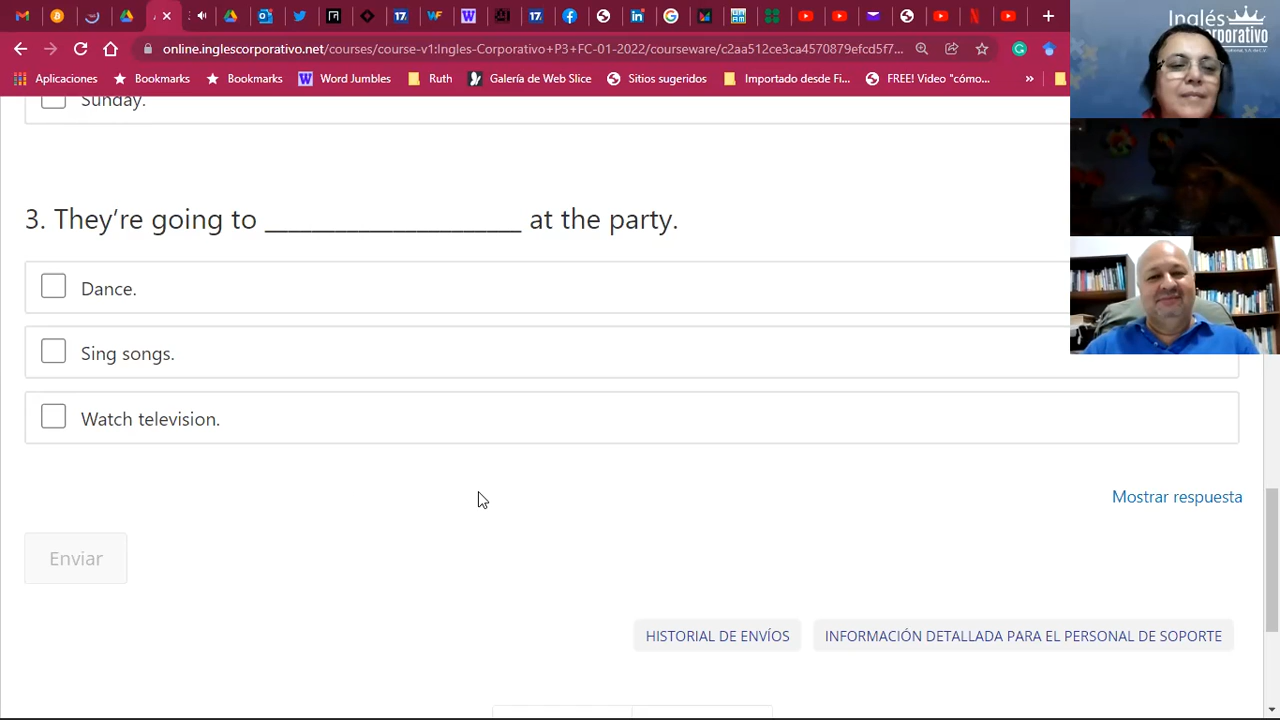 online.inglescorporativo.net/courses/course-v1:Ingles-Corporativo+P3+FC-01-2022/courseware/c2aa512ce3ca4570879efcd5f7...
Aplicaciones Bookmarks Bookmarks Word Jumbles Ruth Galería de Web Slice Sitios sugeridos Importado desde Fi... FREE! Video "cómo... »
Inglés
Sunday.
3. They're going to ____________________ at the party.
Dance.
Sing songs.
Watch television.
Mostrar respuesta
Enviar
HISTORIAL DE ENVÍOS INFORMACIÓN DETALLADA PARA EL PERSONAL DE SOPORTE